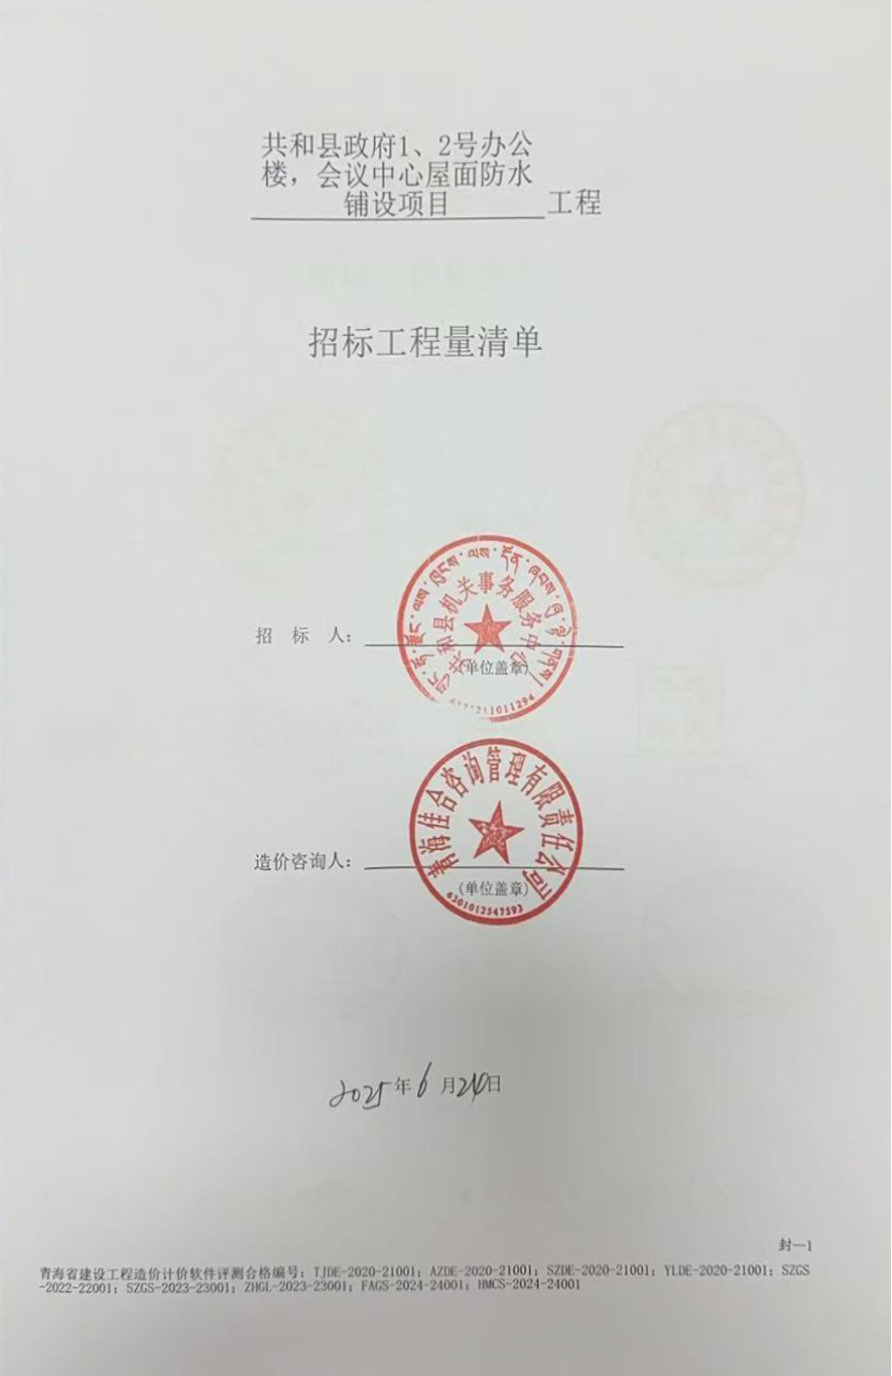 共和县政府1、2号办公
楼，会议中心屋面防水
铺设项目 工程
招标工程量清单
共和县机关事务服务中心
招 标 人：
(单位盖章)
211011294
青海佳合咨询管理有限责任公司
造价咨询人：
(单位盖章)
6301012547593
2025年6月24日
封—1
青海省建设工程造价计价软件评测合格编号：TJDE-2020-21001；AZDE-2020-21001；SZDE-2020-21001；YLDE-2020-21001；SZGS
-2022-22001；SZGS-2023-23001；ZHGL-2023-23001；FAGS-2024-24001；HMCS-2024-24001